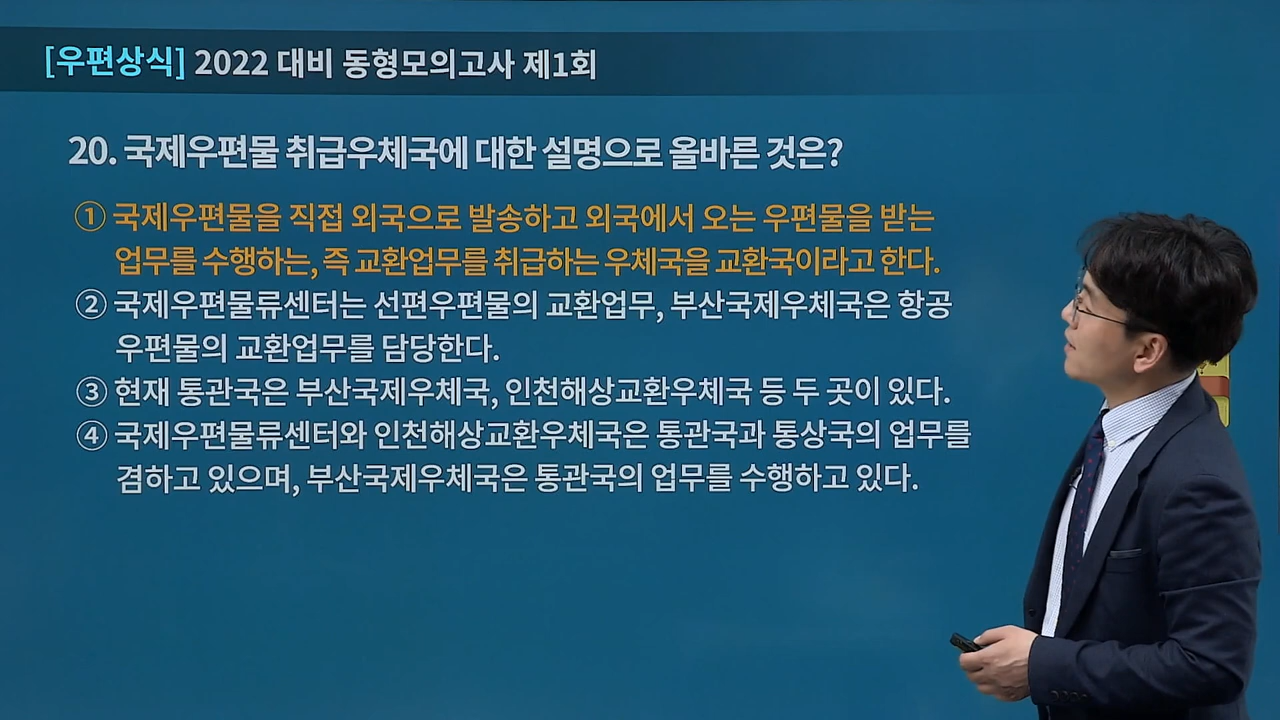 [우편상식] 2022 대비 동형모의고사 제1회
20. 국제우편물 취급우체국에 대한 설명으로 올바른 것은?
① 국제우편물을 직접 외국으로 발송하고 외국에서 오는 우편물을 받는
업무를 수행하는, 즉 교환업무를 취급하는 우체국을 교환국이라고 한다.
② 국제우편물류센터는 선편우편물의 교환업무, 부산국제우체국은 항공
우편물의 교환업무를 담당한다.
③ 현재 통관국은 부산국제우체국, 인천해상교환우체국 등 두 곳이 있다.
④ 국제우편물류센터와 인천해상교환우체국은 통관국과 통상국의 업무를
겸하고 있으며, 부산국제우체국은 통관국의 업무를 수행하고 있다.